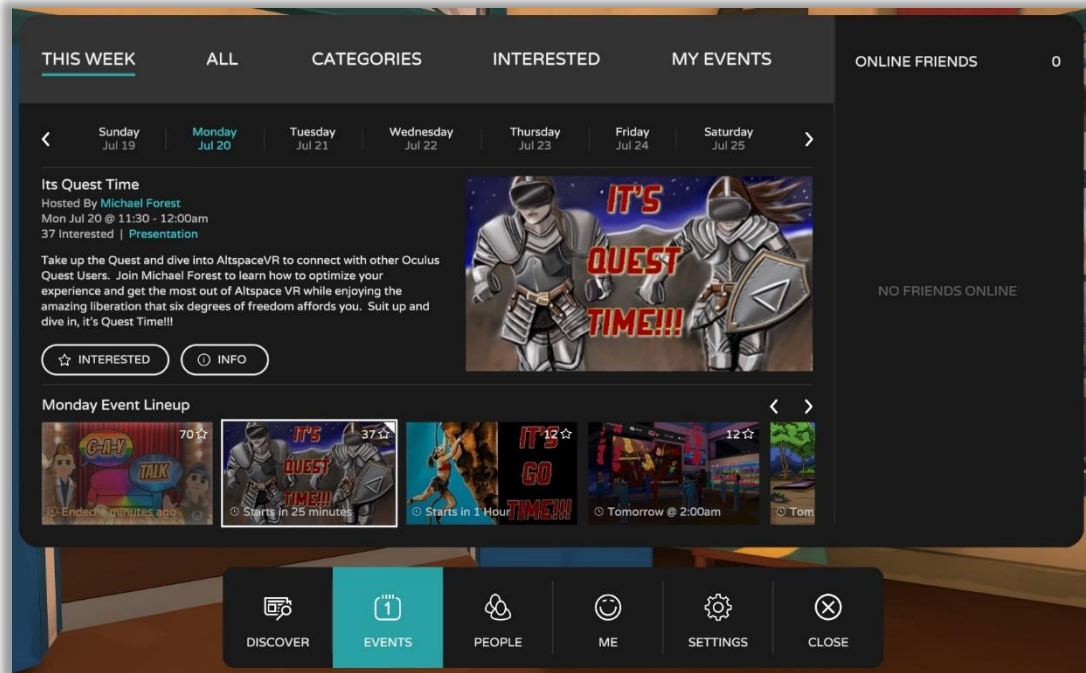 THIS WEEK ALL CATEGORIES INTERESTED MY EVENTS
ONLINE FRIENDS 0
Sunday Monday Tuesday Wednesday Thursday Friday Saturday
Jul 19 Jul 20 Jul 21 Jul 22 Jul 23 Jul 24 Jul 25
Its Quest Time
Hosted By Michael Forest
Mon Jul 20 @ 11:30 - 12:00am
37 Interested | Presentation
Take up the Quest and dive into AltspaceVR to connect with other Oculus
Quest Users. Join Michael Forest to learn how to optimize your
experience and get the most out of Altspace VR while enjoying the
amazing liberation that six degrees of freedom affords you. Suit up and
dive in, it's Quest Time!!!
INTERESTED INFO
IT'S
QUEST
TIME!!!
NO FRIENDS ONLINE
Monday Event Lineup
70
G-A-Y
TALK
Ended minutes ago
37
IT'S
QUEST
TIME!!!
Starts in 25 minutes
12
IT'S
GO
TIME!!!
Starts in 1 Hour
12
Tomorrow @ 2:00am
Tom
1
DISCOVER EVENTS PEOPLE ME SETTINGS CLOSE